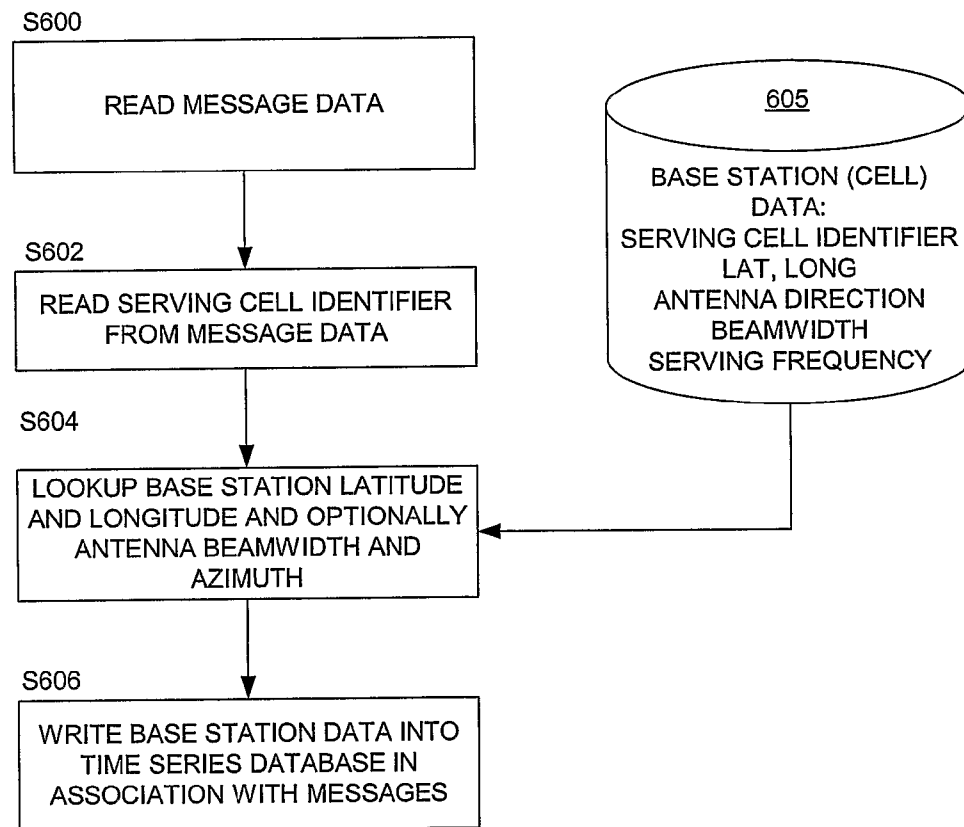 S600
READ MESSAGE DATA
605
BASE STATION (CELL)
DATA:
SERVING CELL IDENTIFIER
LAT, LONG
ANTENNA DIRECTION
BEAMWIDTH
SERVING FREQUENCY
S602
READ SERVING CELL IDENTIFIER
FROM MESSAGE DATA
S604
LOOKUP BASE STATION LATITUDE
AND LONGITUDE AND OPTIONALLY
ANTENNA BEAMWIDTH AND
AZIMUTH
S606
WRITE BASE STATION DATA INTO
TIME SERIES DATABASE IN
ASSOCIATION WITH MESSAGES